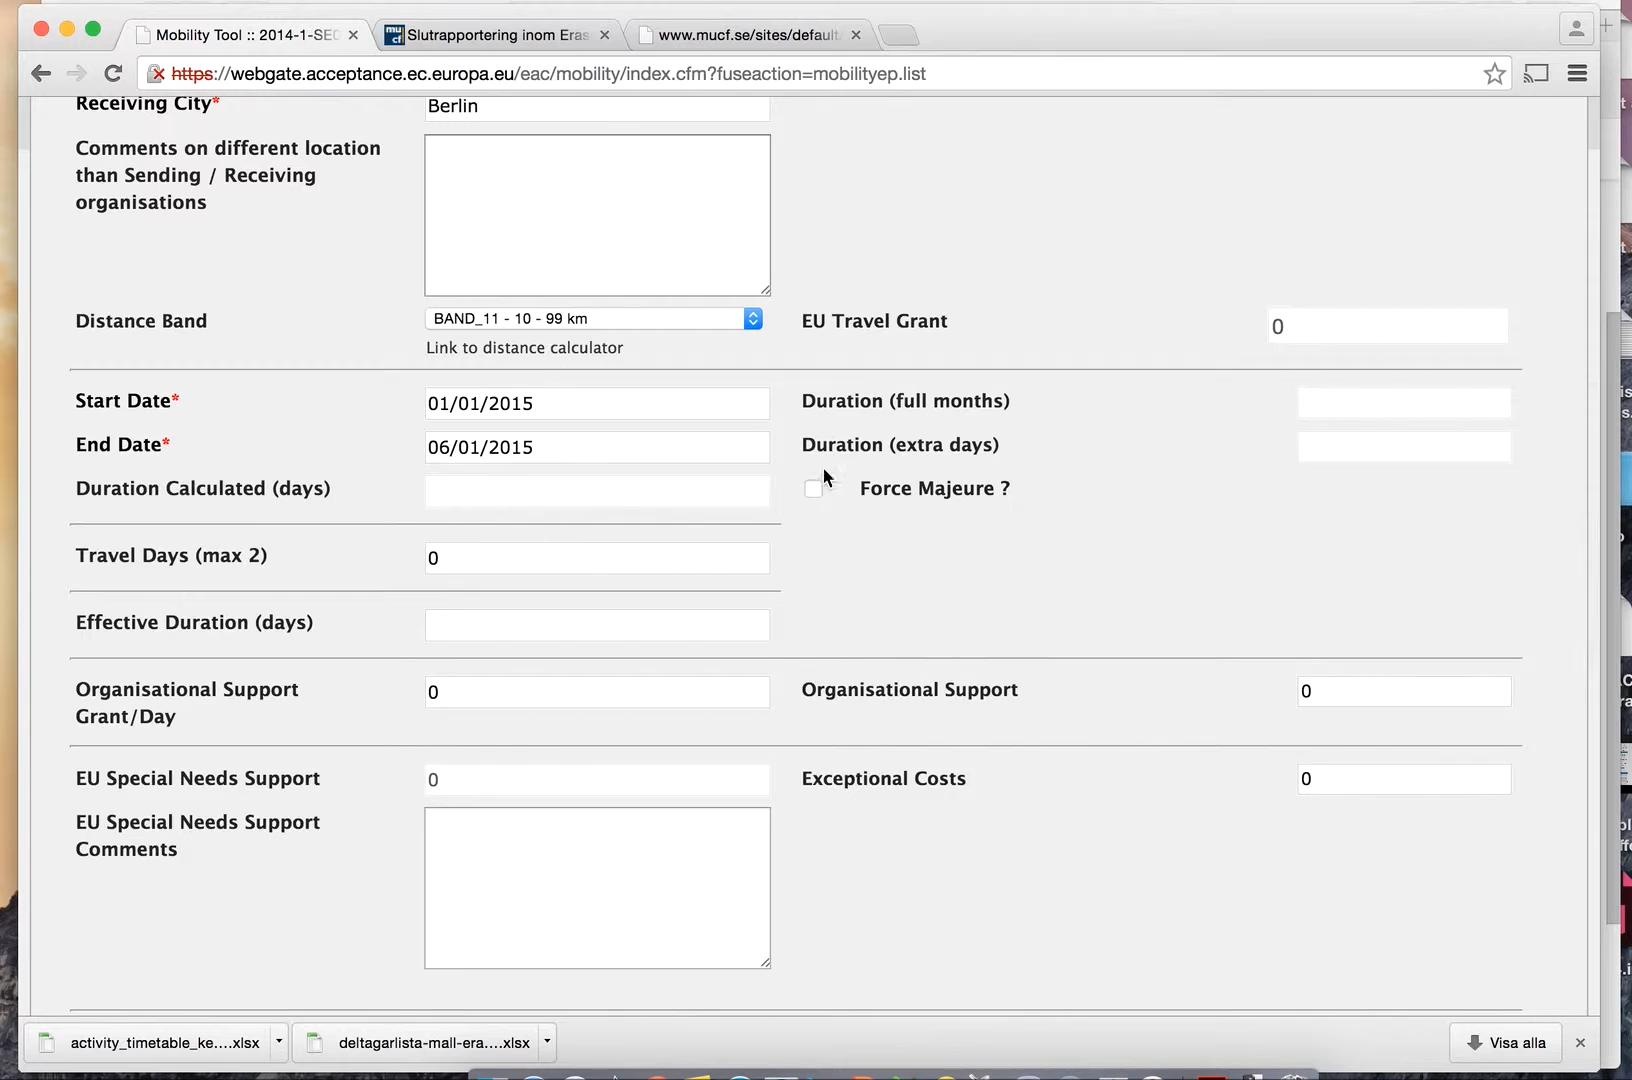 Mobility Tool :: 2014-1-SE0
Slutrapportering inom Eras
www.mucf.se/sites/default
https://webgate.acceptance.ec.europa.eu/eac/mobility/index.cfm?fuseaction=mobilityep.list
Receiving City* Berlin
Comments on different location
than Sending / Receiving
organisations
Distance Band BAND_11 - 10 - 99 km EU Travel Grant 0
Link to distance calculator
Start Date* 01/01/2015 Duration (full months)
End Date* 06/01/2015 Duration (extra days)
Duration Calculated (days) Force Majeure ?
Travel Days (max 2) 0
Effective Duration (days)
Organisational Support 0 Organisational Support 0
Grant/Day
EU Special Needs Support 0 Exceptional Costs 0
EU Special Needs Support
Comments
activity_timetable_ke....xlsx deltagarlista-mall-era....xlsx Visa alla